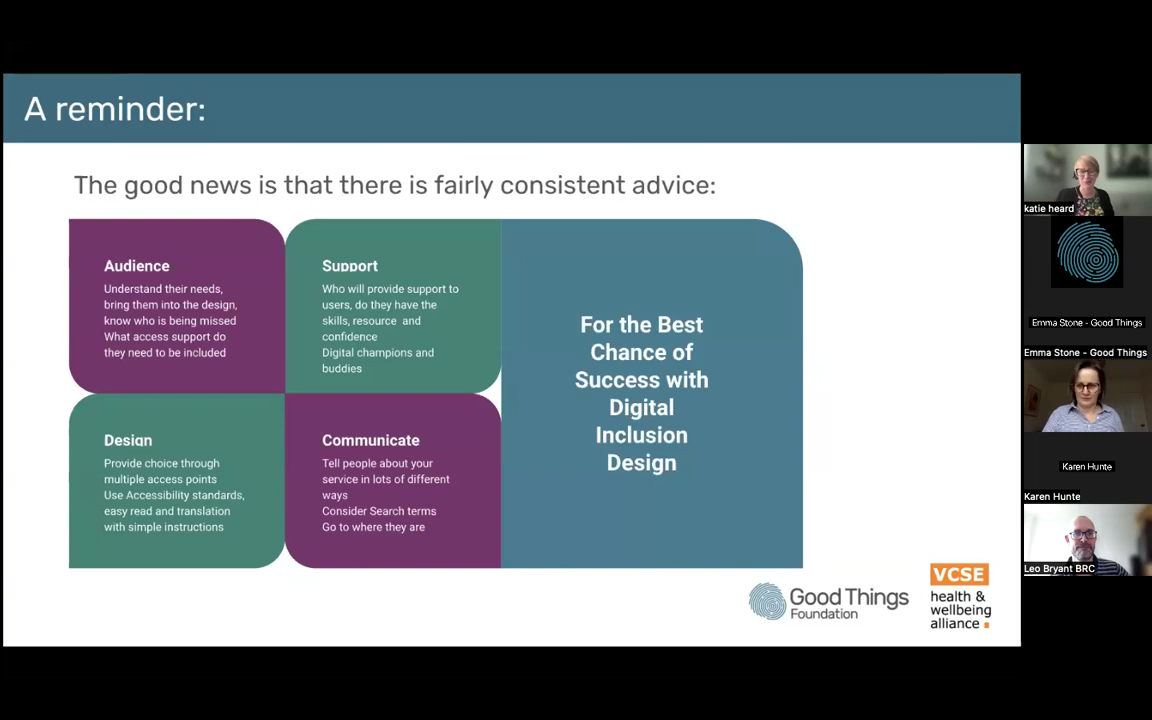 A reminder:
The good news is that there is fairly consistent advice:
Audience
Understand their needs,
bring them into the design,
know who is being missed
What access support do
they need to be included
Support
Who will provide support to
users, do they have the
skills, resource and
confidence
Digital champions and
buddies
Design
Provide choice through
multiple access points
Use Accessibility standards,
easy read and translation
with simple instructions
Communicate
Tell people about your
service in lots of different
ways
Consider Search terms
Go to where they are
For the Best
Chance of
Success with
Digital
Inclusion
Design
Good Things
Foundation
VCSE
health &
wellbeing
alliance
katie heard
Emma Stone - Good Things
Emma Stone - Good Things
Karen Hunte
Karen Hunte
Leo Bryant BRC